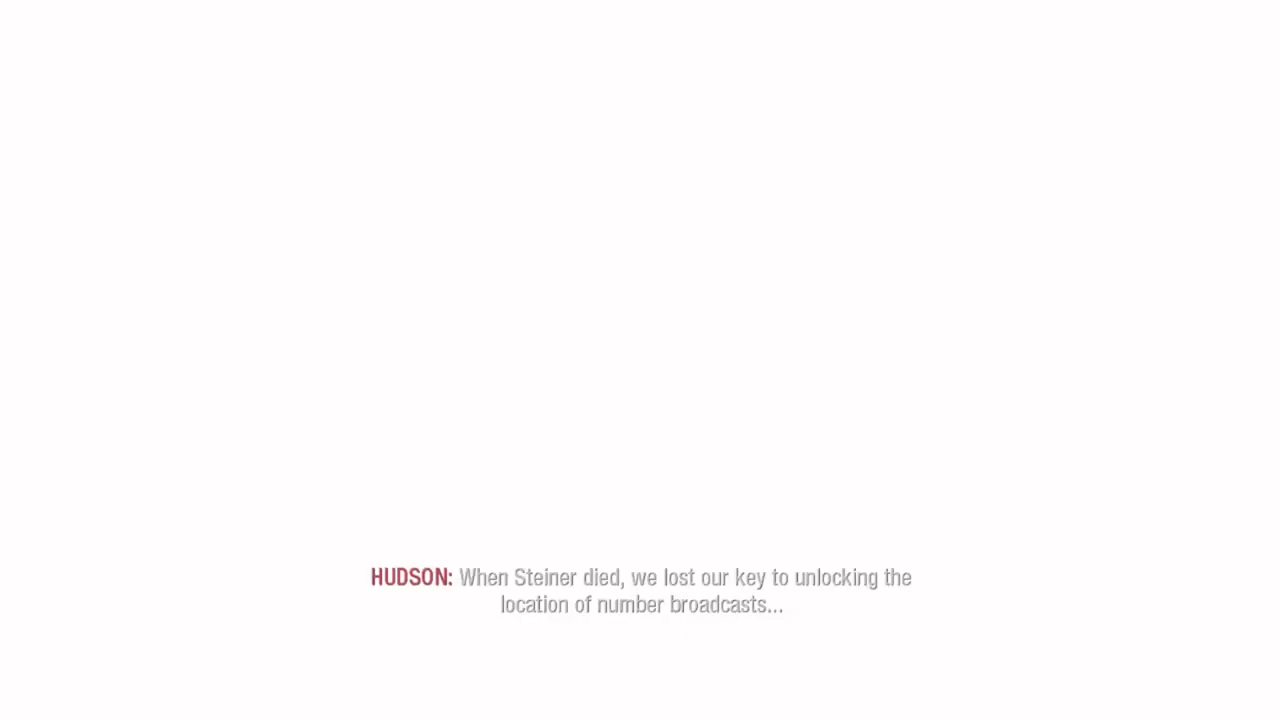 HUDSON: When Steiner died, we lost our key to unlocking the
location of number broadcasts...